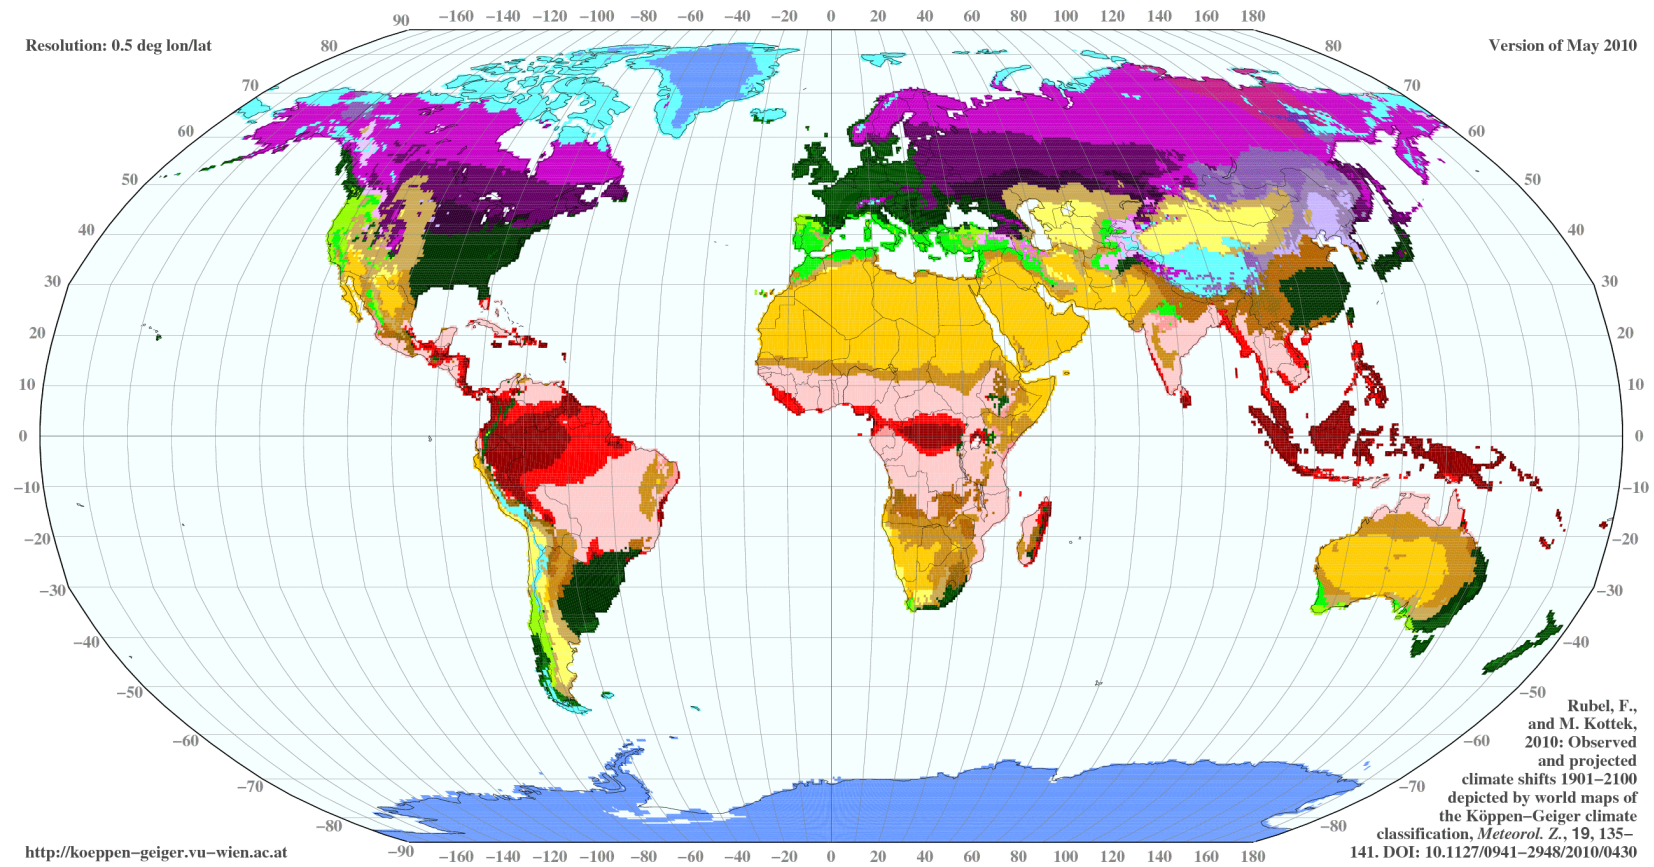 90 −160 −140 −120 −100 −80 −60 −40 −20 0 20 40 60 80 100 120 140 160 180
Resolution: 0.5 deg lon/lat
Version of May 2010
80 80
70 70
60 60
50 50
40 40
30 30
20 20
10 10
0 0
−10 −10
−20 −20
−30 −30
−40 −40
−50 −50
−60 −60
−70 −70
−80 −80
Rubel, F.,
and M. Kottek,
2010: Observed
and projected
climate shifts 1901−2100
depicted by world maps of
the Köppen−Geiger climate
classification, Meteorol. Z., 19, 135−
141. DOI: 10.1127/0941−2948/2010/0430
http://koeppen−geiger.vu−wien.ac.at
−90 −160 −140 −120 −100 −80 −60 −40 −20 0 20 40 60 80 100 120 140 160 180